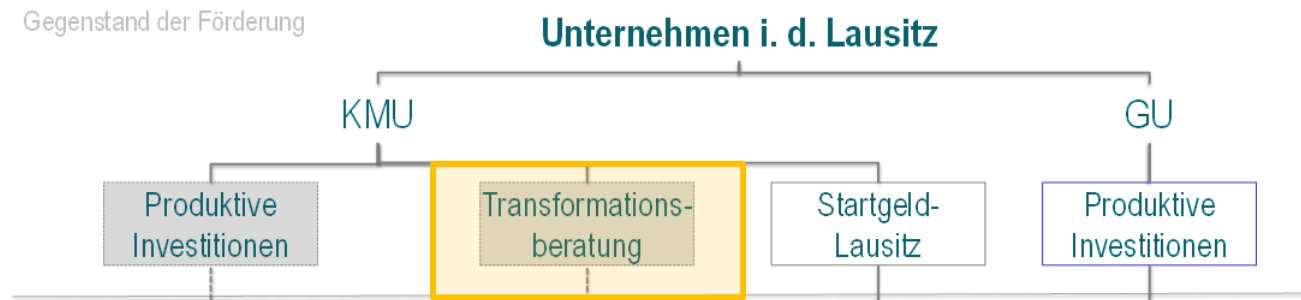 Gegenstand der Förderung
Unternehmen i. d. Lausitz
KMU
GU
Produktive
Investitionen
Transformations-
beratung
Startgeld-
Lausitz
Produktive
Investitionen